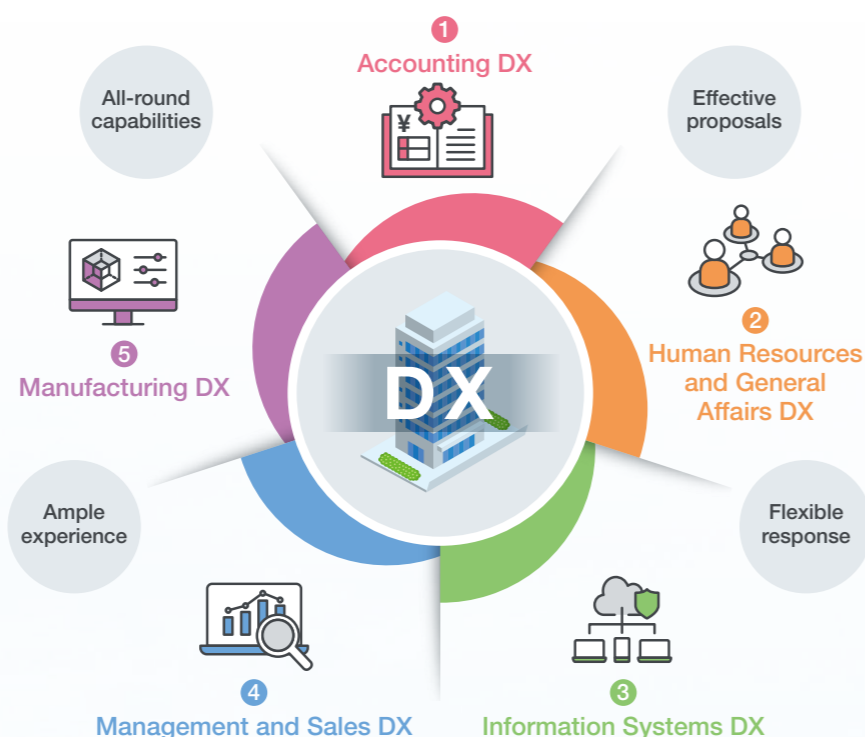 1
Accounting DX
All-round
capabilities
Effective
proposals
¥
2
Human Resources
and General
Affairs DX
5
Manufacturing DX
DX
Ample
experience
Flexible
response
4
Management and Sales DX
3
Information Systems DX